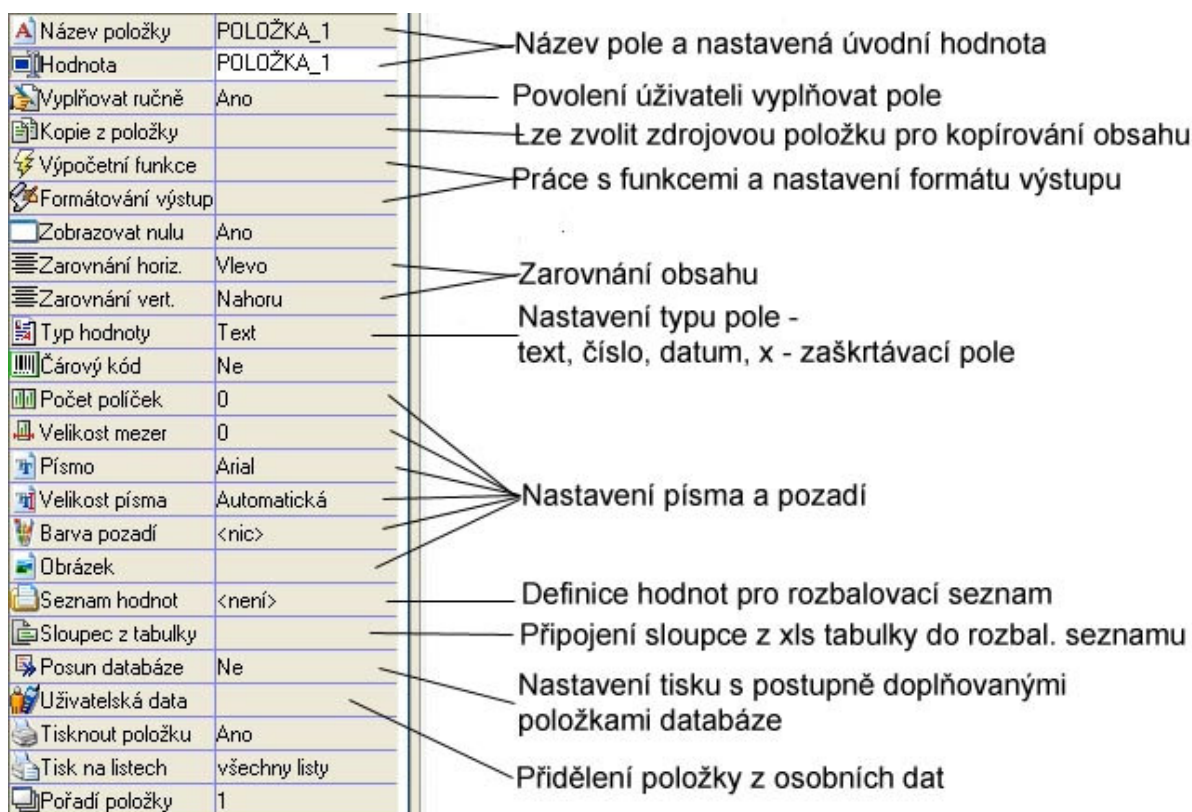 Název položky POLOŽKA_1
Hodnota POLOŽKA_1
Vyplňovat ručně Ano
Kopie z položky
Výpočetní funkce
Formátování výstup
Zobrazovat nulu Ano
Zarovnání horiz. Vlevo
Zarovnání vert. Nahoru
Typ hodnoty Text
Čárový kód Ne
Počet políček 0
Velikost mezer 0
Písmo Arial
Velikost písma Automatická
Barva pozadí <nic>
Obrázek
Seznam hodnot <není>
Sloupec z tabulky
Posun databáze Ne
Uživatelská data
Tisknout položku Ano
Tisk na listech všechny listy
Pořadí položky 1
Název pole a nastavená úvodní hodnota
Povolení úživateli vyplňovat pole
Lze zvolit zdrojovou položku pro kopírování obsahu
Práce s funkcemi a nastavení formátu výstupu
Zarovnání obsahu
Nastavení typu pole -
text, číslo, datum, x - zaškrtávací pole
Nastavení písma a pozadí
Definice hodnot pro rozbalovací seznam
Připojení sloupce z xls tabulky do rozbal. seznamu
Nastavení tisku s postupně doplňovanými
položkami databáze
Přidělení položky z osobních dat